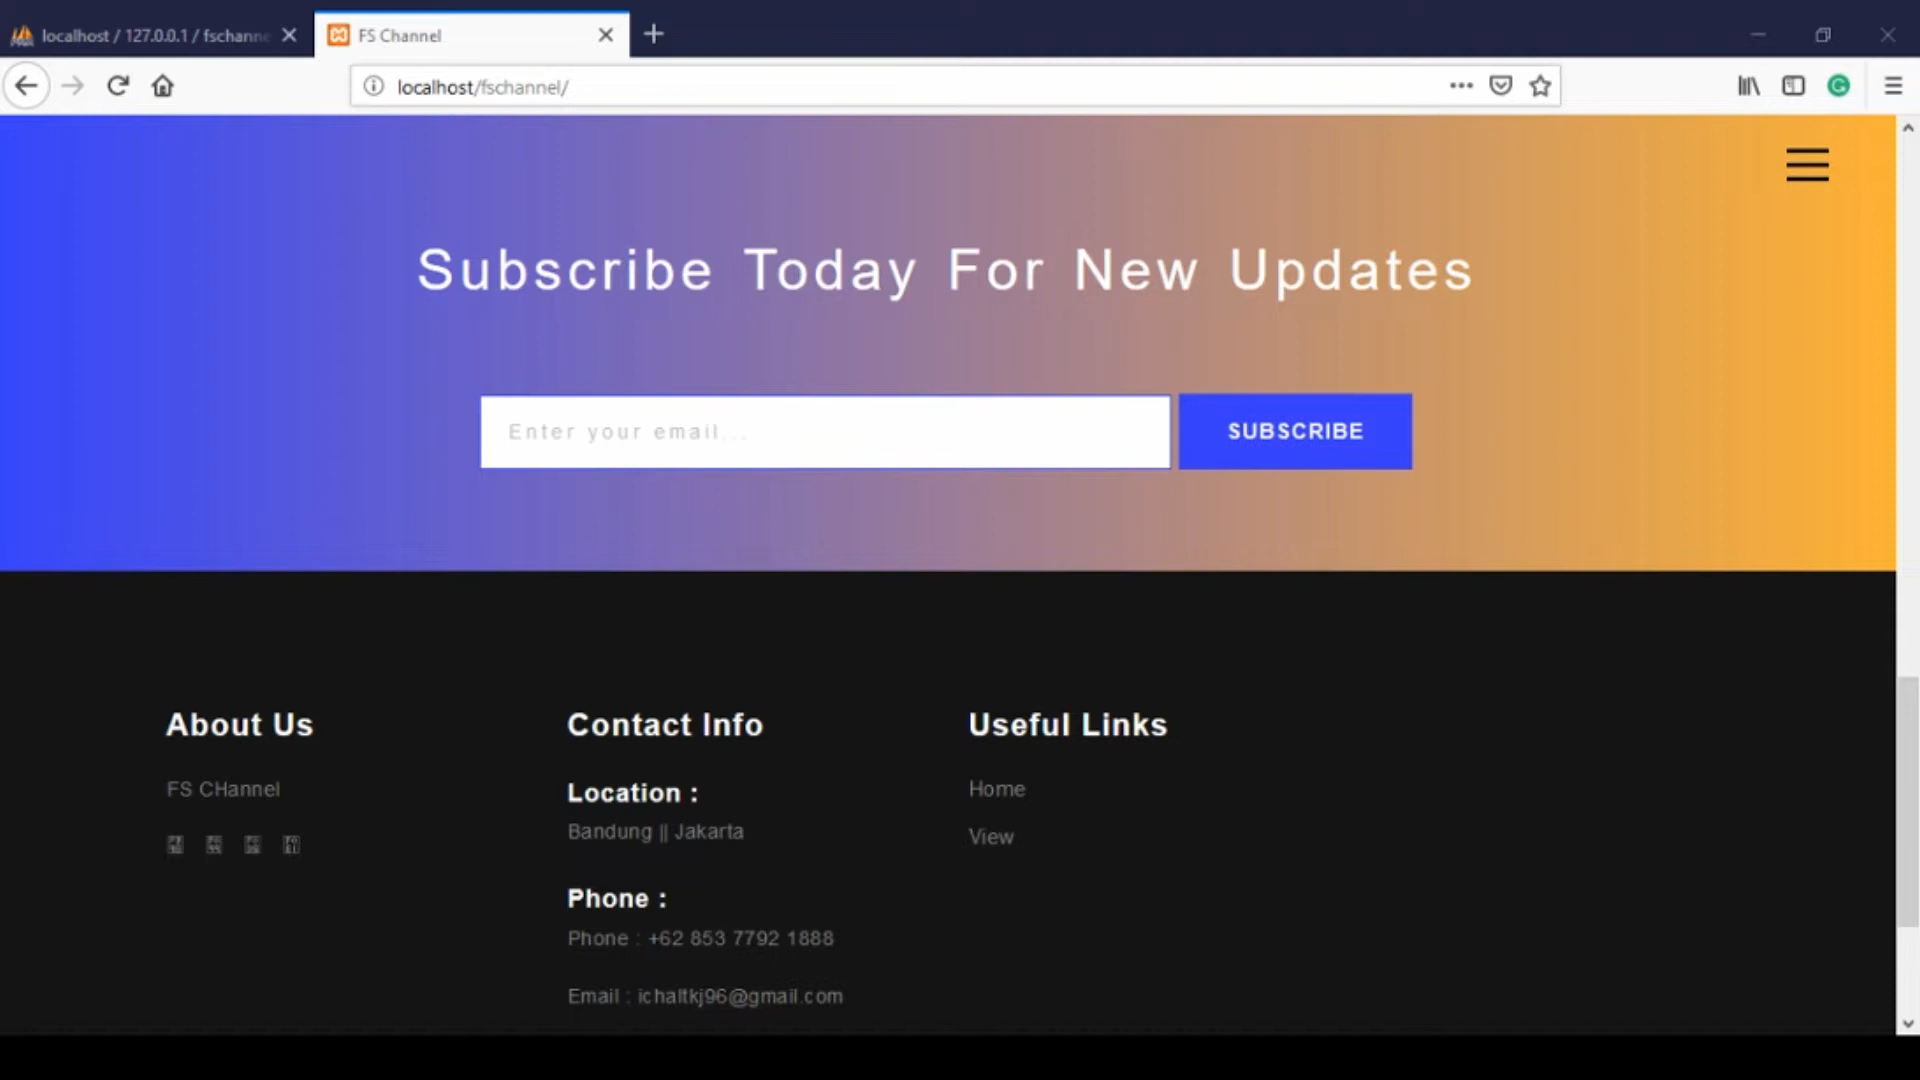 localhost / 127.0.0.1 / fschanne
FS Channel
localhost/fschannel/
Subscribe Today For New Updates
Enter your email...
SUBSCRIBE
About Us
FS CHannel
Contact Info
Location :
Bandung || Jakarta
Phone :
Phone : +62 853 7792 1888
Email : ichaltkj96@gmail.com
Useful Links
Home
View